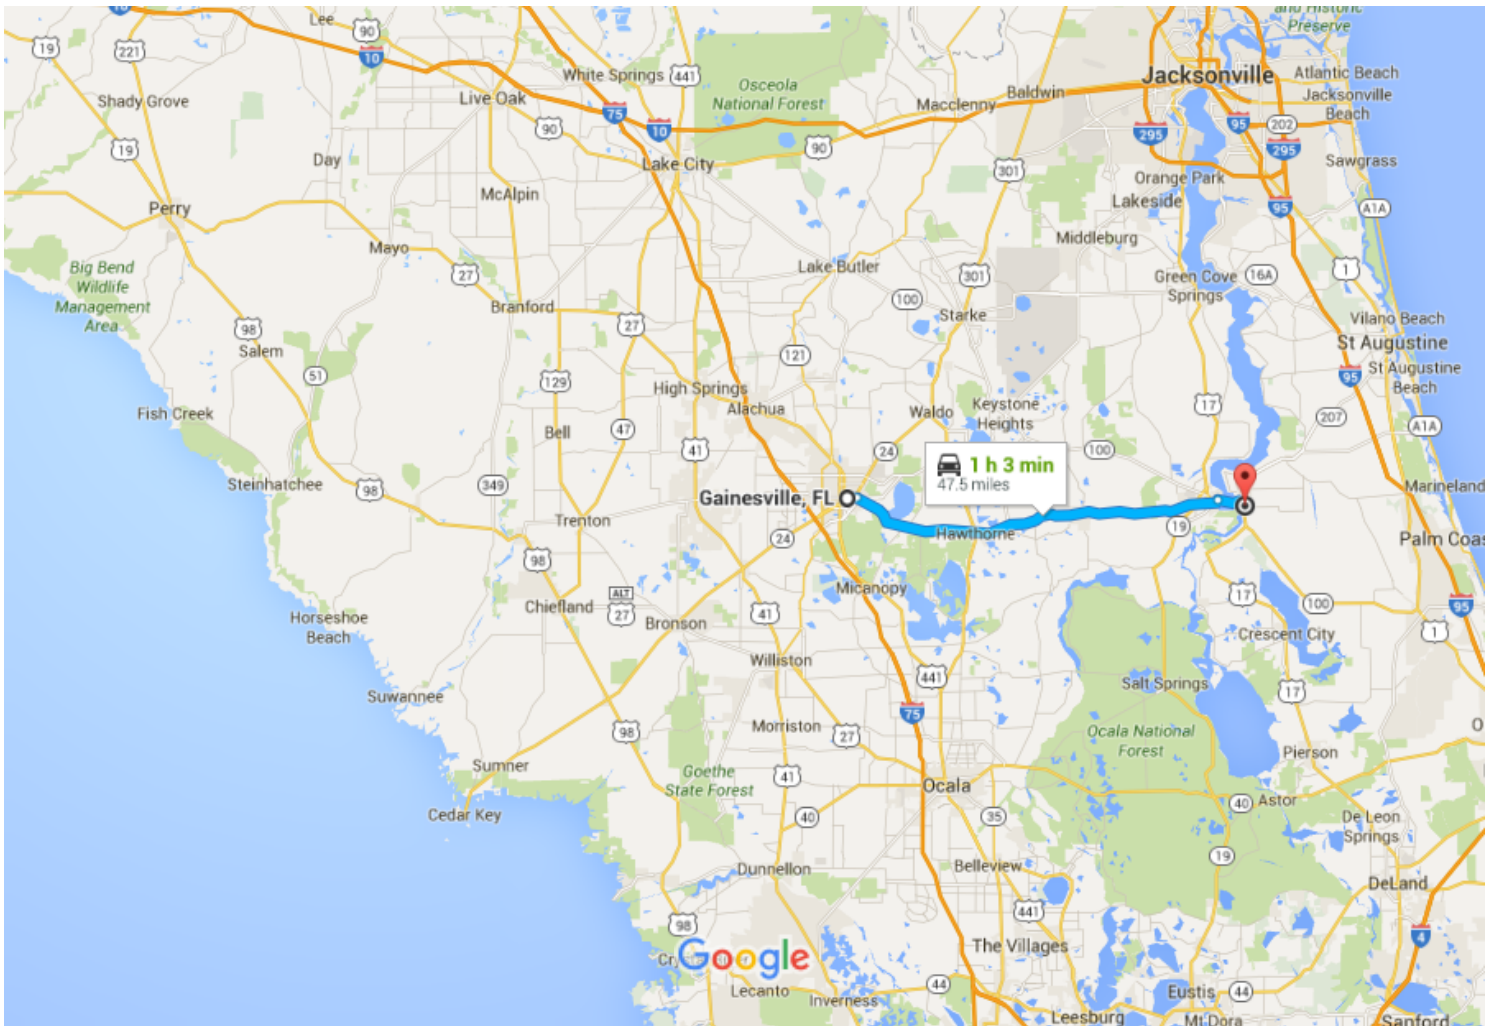 and Historic
Preserve
Lee
90
10
19
221
10
White Springs
441
Osceola
National Forest
Jacksonville
Atlantic Beach
Jacksonville
Beach
Shady Grove
Live Oak
75
10
90
Macclenny
Baldwin
295
95
202
295
19
Day
Lake City
90
301
Sawgrass
Orange Park
Lakeside
95
A1A
McAlpin
Perry
Mayo
27
Middleburg
Lake Butler
301
Green Cove
Springs
16A
1
Big Bend
Wildlife
Management
Area
Branford
27
100
Starke
Vilano Beach
St Augustine
98
Salem
51
129
121
95
St Augustine
Beach
High Springs
Alachua
Waldo
Keystone
Heights
17
207
A1A
Fish Creek
Bell
47
41
24
100
1 h 3 min
47.5 miles
Steinhatchee
98
349
Gainesville, FL
Marineland
Trenton
24
Hawthorne
19
Palm Coas
98
Micanopy
ALT
27
Chiefland
Bronson
41
17
100
95
1
Horseshoe
Beach
Crescent City
Williston
441
Salt Springs
17
Suwannee
75
98
Morriston
27
Ocala National
Forest
Pierson
O
Sumner
Goethe
State Forest
41
Ocala
Cedar Key
40
35
40
Astor
De Leon
Springs
19
Dunnellon
Belleview
DeLand
441
98
The Villages
4
Google
Lecanto
Inverness
44
Eustis
44
Leesburg
Mt Dora
Sanford